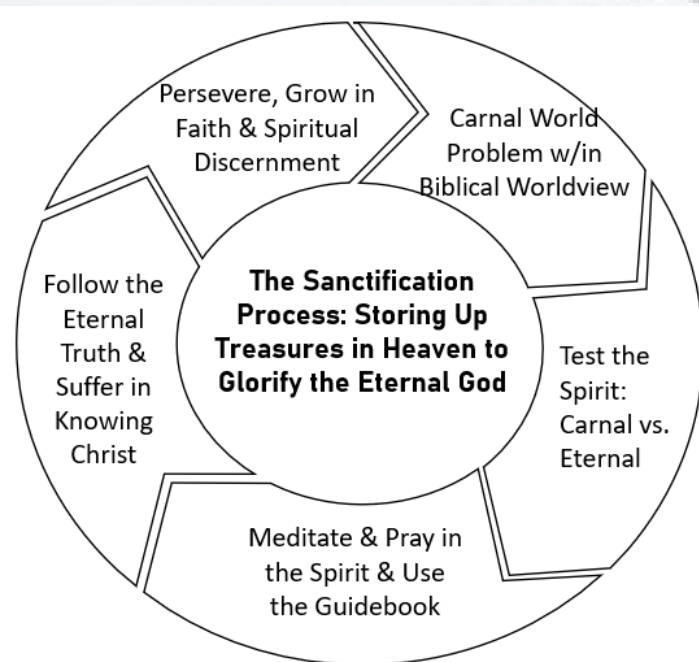 Persevere, Grow in
Faith & Spiritual
Discernment
Carnal World
Problem w/in
Biblical Worldview
Follow the
Eternal
Truth &
Suffer in
Knowing
Christ
The Sanctification
Process: Storing Up
Treasures in Heaven to
Glorify the Eternal God
Test the
Spirit:
Carnal vs.
Eternal
Meditate & Pray in
the Spirit & Use
the Guidebook